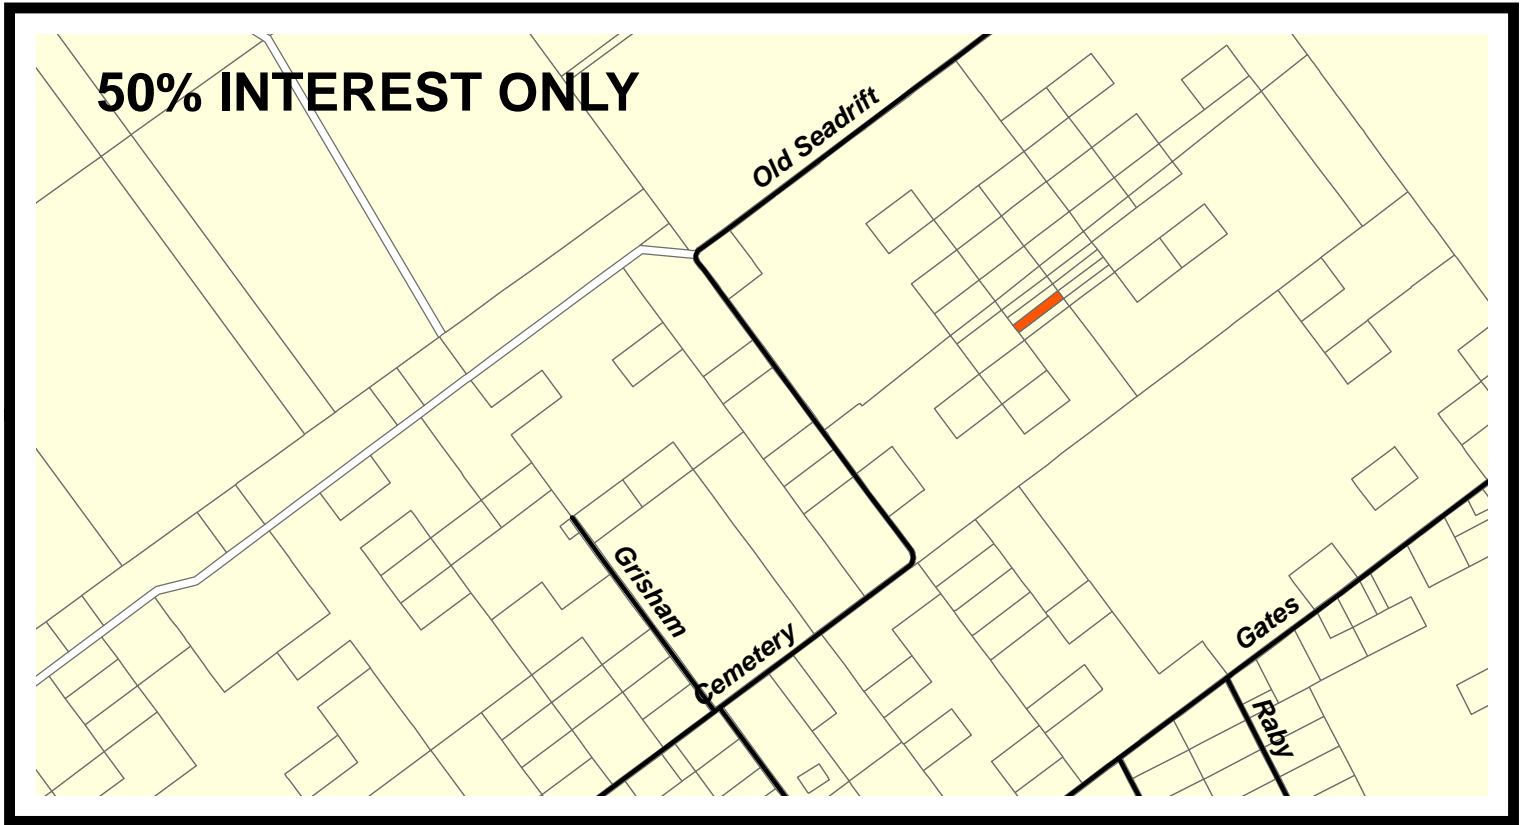 50% INTEREST ONLY
Old Seadrift
Grisham
Cemetery
Gates
Raby